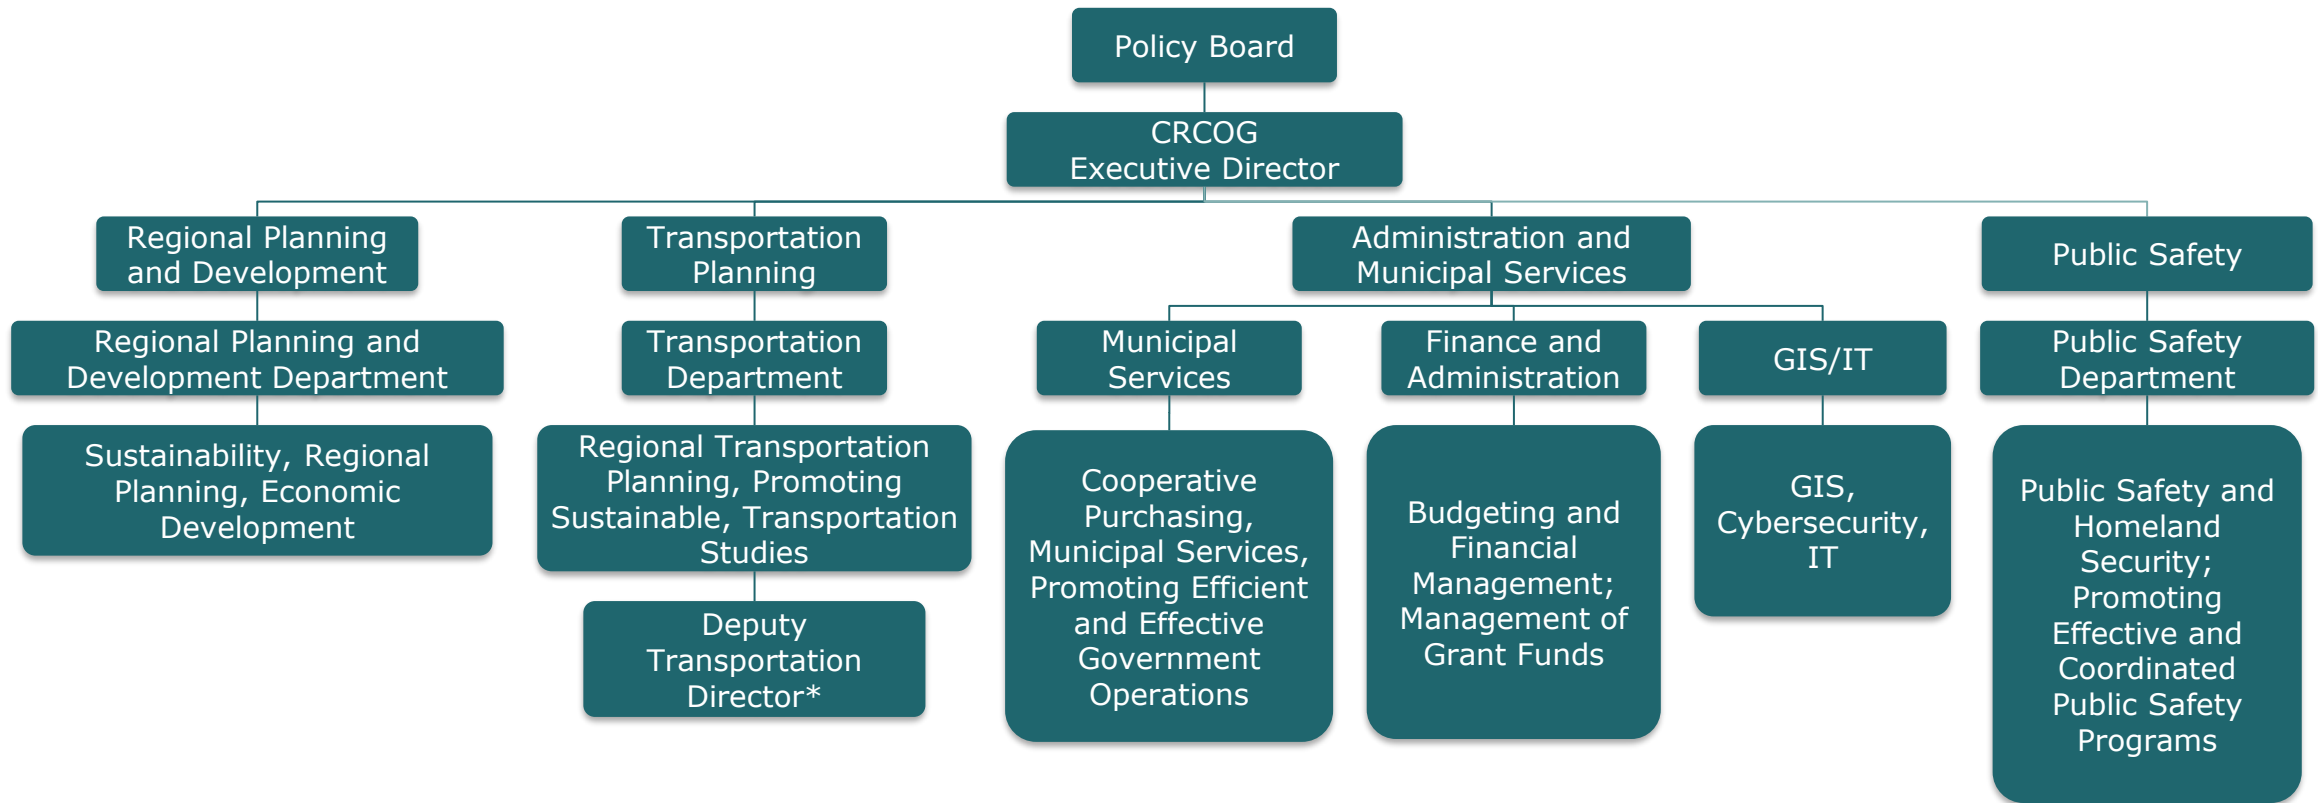 Policy Board
CRCOG
Executive Director
Regional Planning
and Development
Transportation
Planning
Administration and
Municipal Services
Public Safety
Regional Planning and
Development Department
Transportation
Department
Municipal
Services
Finance and
Administration
GIS/IT
Public Safety
Department
Sustainability, Regional
Planning, Economic
Development
Regional Transportation
Planning, Promoting
Sustainable, Transportation
Studies
Cooperative
Purchasing,
Municipal Services,
Promoting Efficient
and Effective
Government
Operations
Budgeting and
Financial
Management;
Management of
Grant Funds
GIS,
Cybersecurity,
IT
Public Safety and
Homeland
Security;
Promoting
Effective and
Coordinated
Public Safety
Programs
Deputy
Transportation
Director*